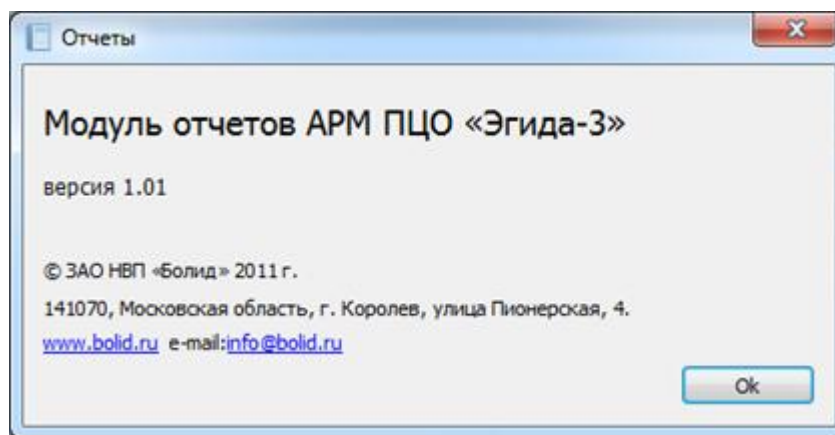 Отчеты
Модуль отчетов АРМ ПЦО «Эгида-3»
версия 1.01
© ЗАО НВП «Болид» 2011 г.
141070, Московская область, г. Королев, улица Пионерская, 4.
www.bolid.ru e-mail:info@bolid.ru
Ok